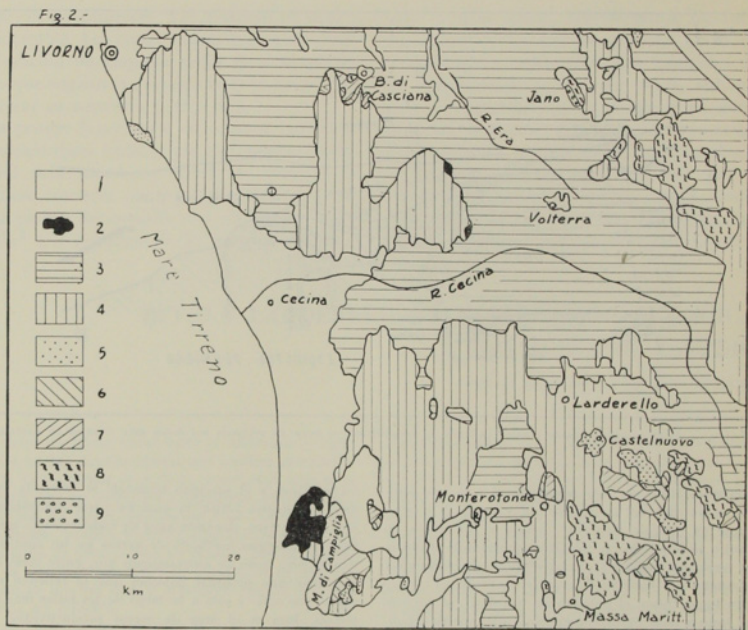 Fig 2.-
LIVORNO
B. di Casciana
Jano
R. Era
1
2
Volterra
3
Mare Tirreno
Cecina
R. Cecina
4
5
6
Larderello
7
Castelnuovo
8
Monterotondo
9
M. di Campiglia
0 10 20
km
Massa Maritt.